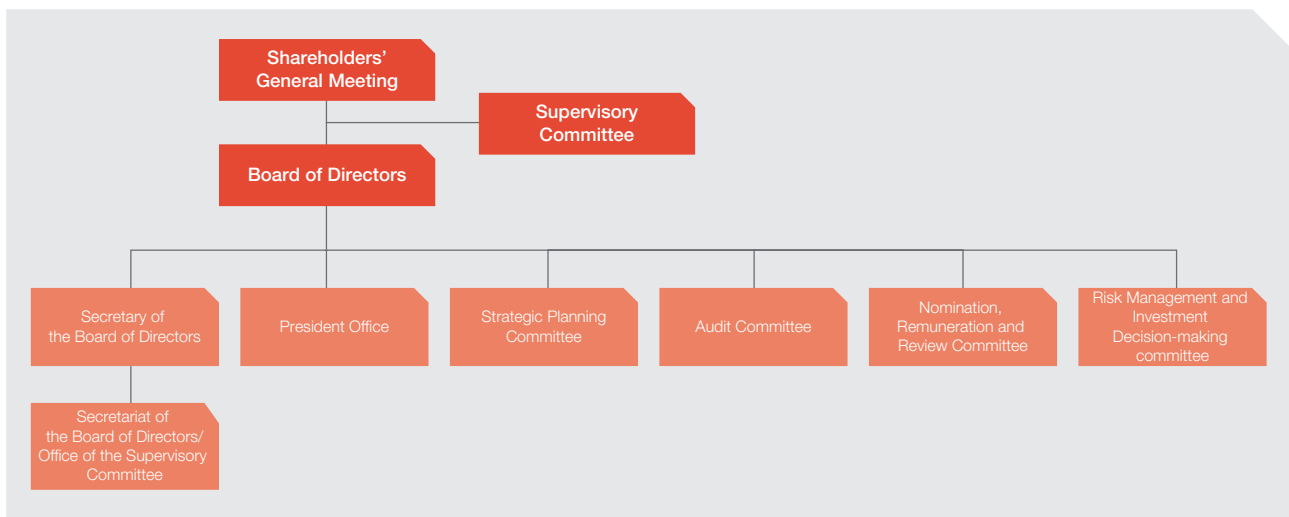 Shareholders'
General Meeting
Supervisory
Committee
Board of Directors
Secretary of
the Board of Directors
President Office
Strategic Planning
Committee
Audit Committee
Nomination,
Remuneration and
Review Committee
Risk Management and
Investment
Decision-making
committee
Secretariat of
the Board of Directors/
Office of the Supervisory
Committee